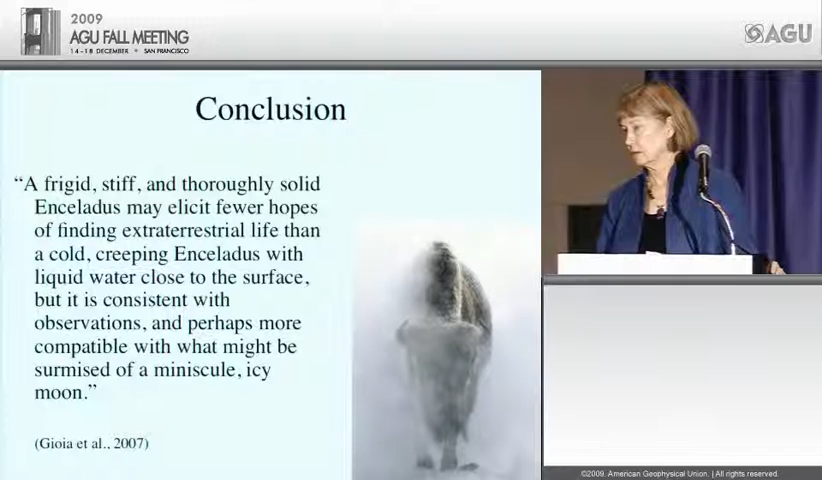 2009
AGU FALL MEETING
14–18 DECEMBER • SAN FRANCISCO
AGU
Conclusion
“A frigid, stiff, and thoroughly solid
Enceladus may elicit fewer hopes
of finding extraterrestrial life than
a cold, creeping Enceladus with
liquid water close to the surface,
but it is consistent with
observations, and perhaps more
compatible with what might be
surmised of a miniscule, icy
moon.”
(Gioia et al., 2007)
©2009. American Geophysical Union. | All rights reserved.